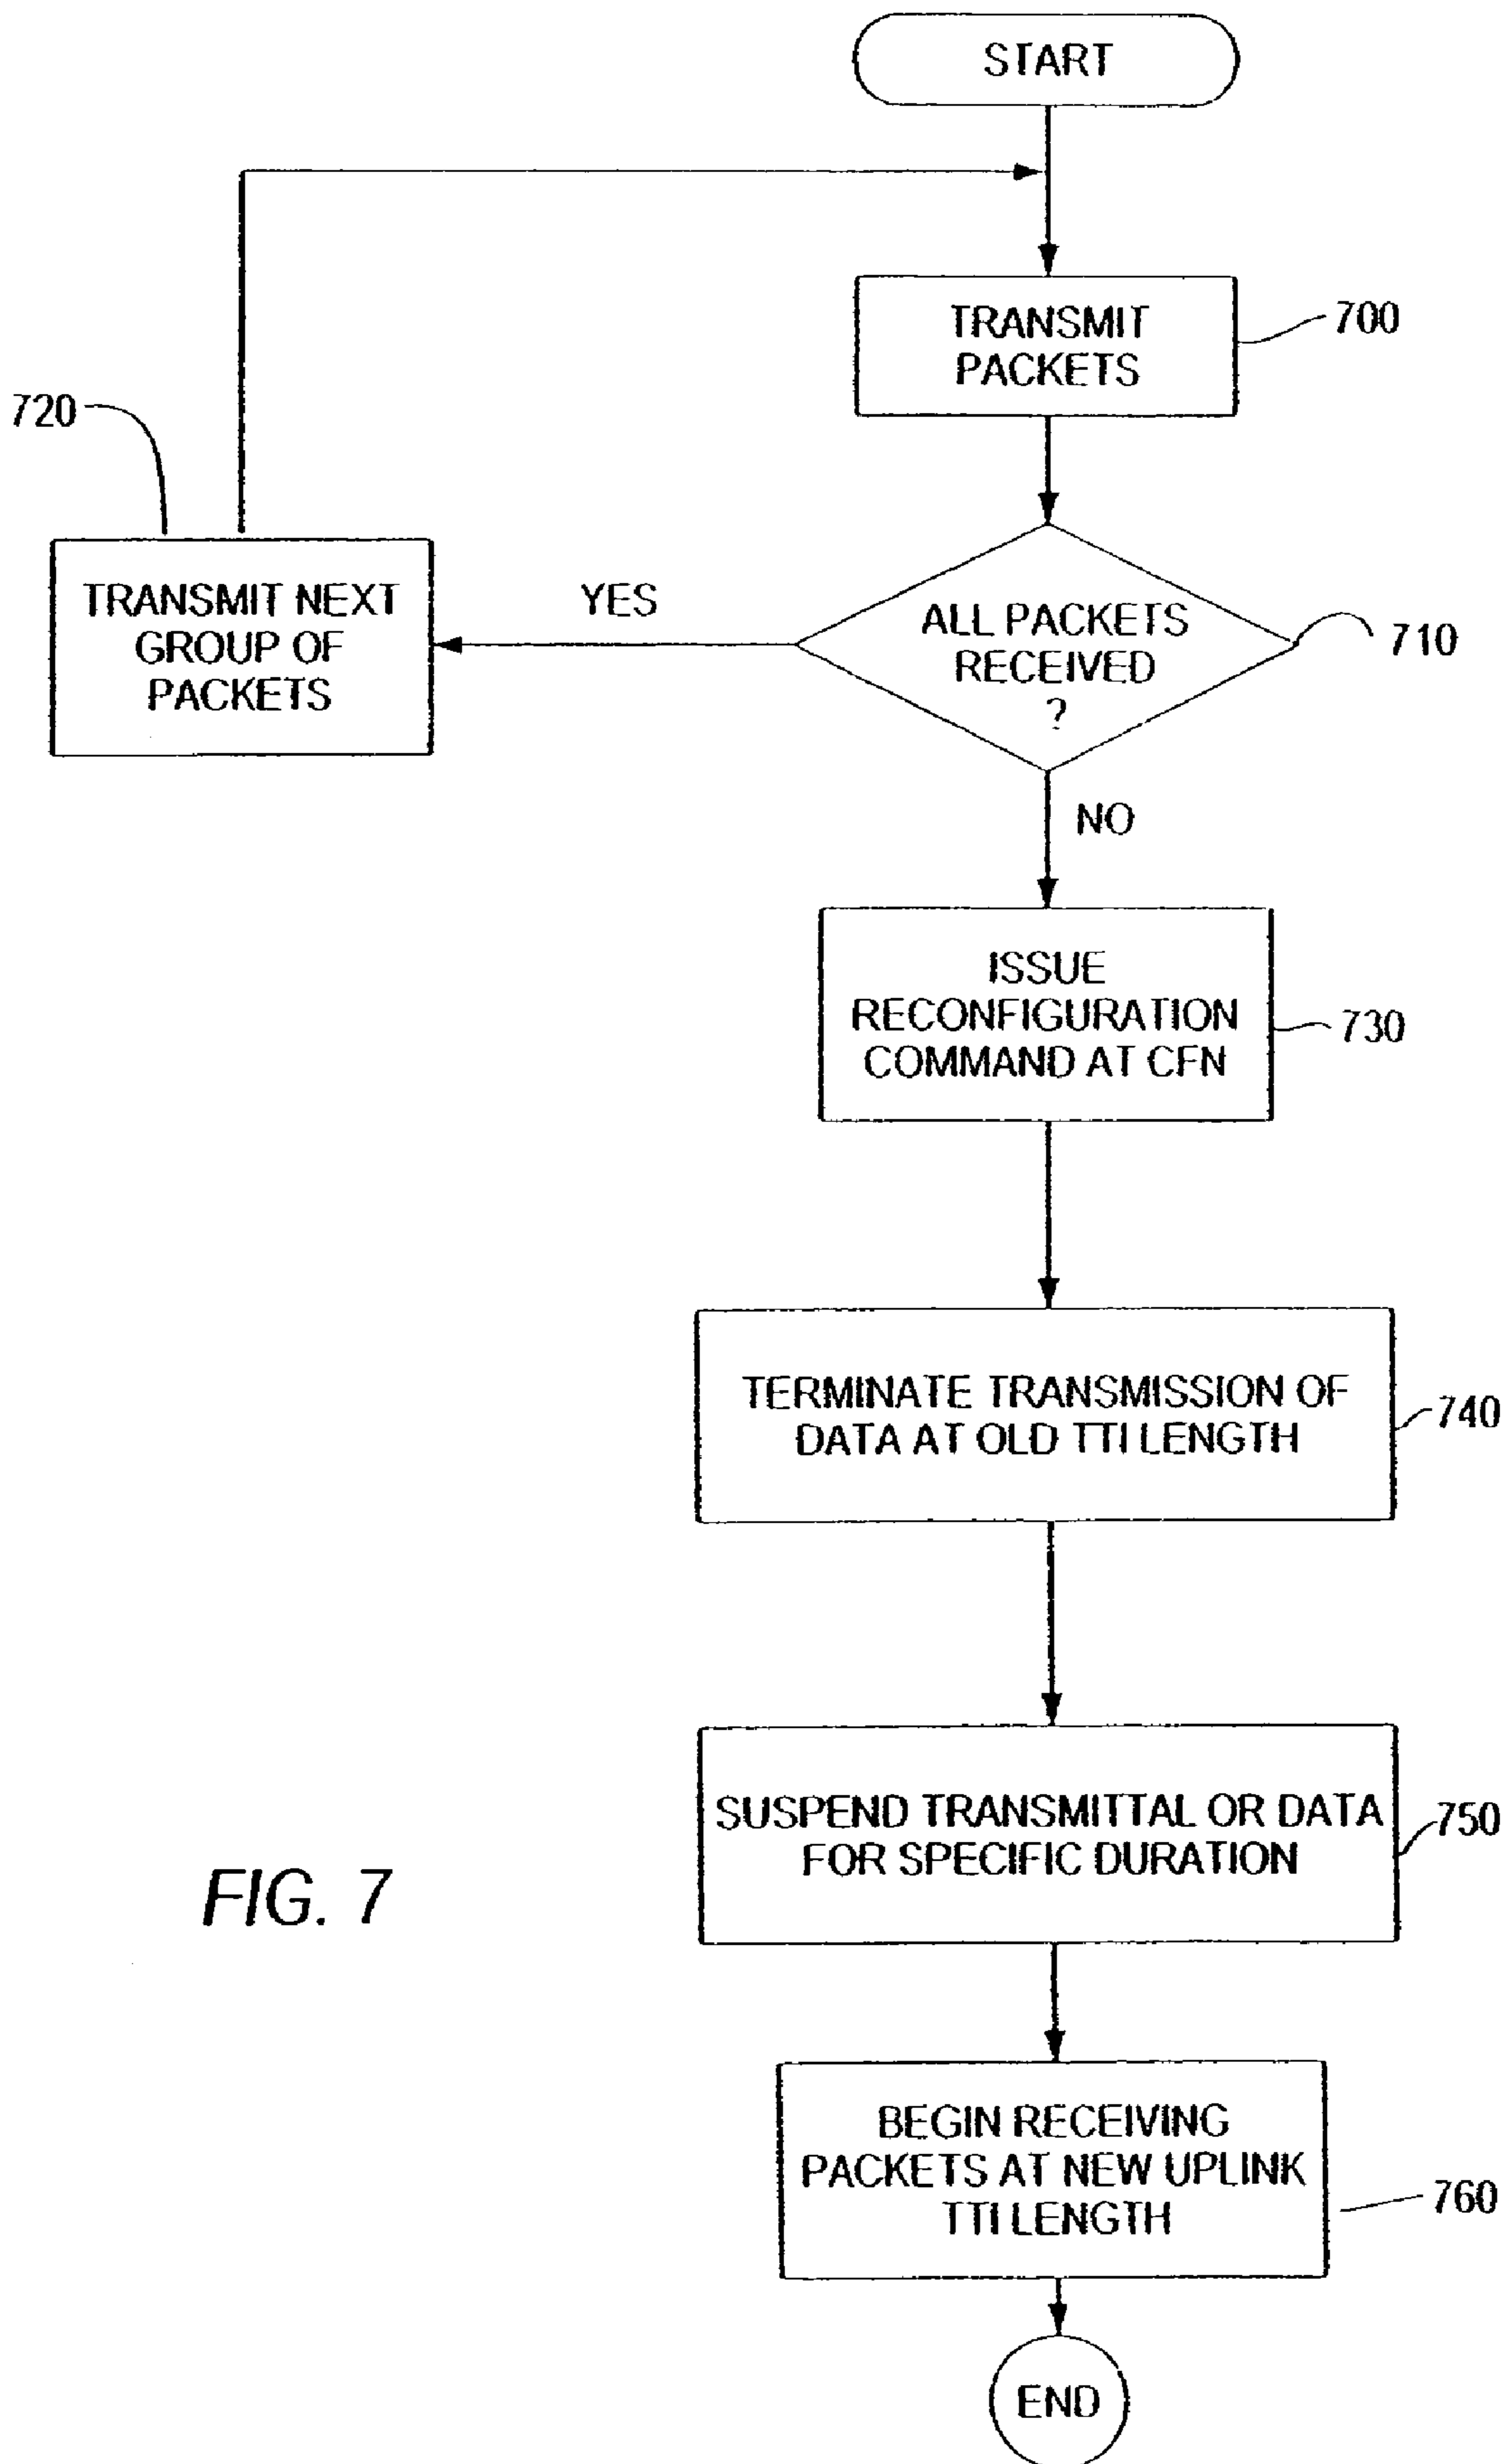 START
TRANSMIT
PACKETS
700
720
TRANSMIT NEXT
GROUP OF
PACKETS
YES
ALL PACKETS
RECEIVED
?
710
NO
ISSUE
RECONFIGURATION
COMMAND AT CFN
730
TERMINATE TRANSMISSION OF
DATA AT OLD TTI LENGTH
740
SUSPEND TRANSMITTAL OR DATA
FOR SPECIFIC DURATION
750
FIG. 7
BEGIN RECEIVING
PACKETS AT NEW UPLINK
TTI LENGTH
760
END